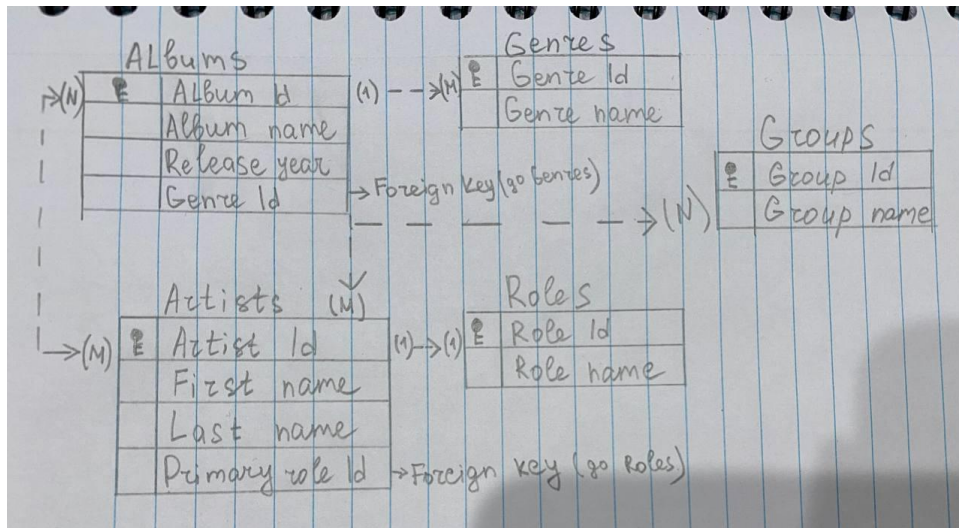 Albums
(N) Album Id (1) (M)
Album name
Release year
Genre Id → Foreign key (go Genres)
Genres
Genre Id
Genre name
Groups
(N) Group Id
Group name
Artists (M)
(M) Artist Id (1) → (1)
First name
Last name
Primary role Id → Foreign key (go Roles)
Roles
Role Id
Role name